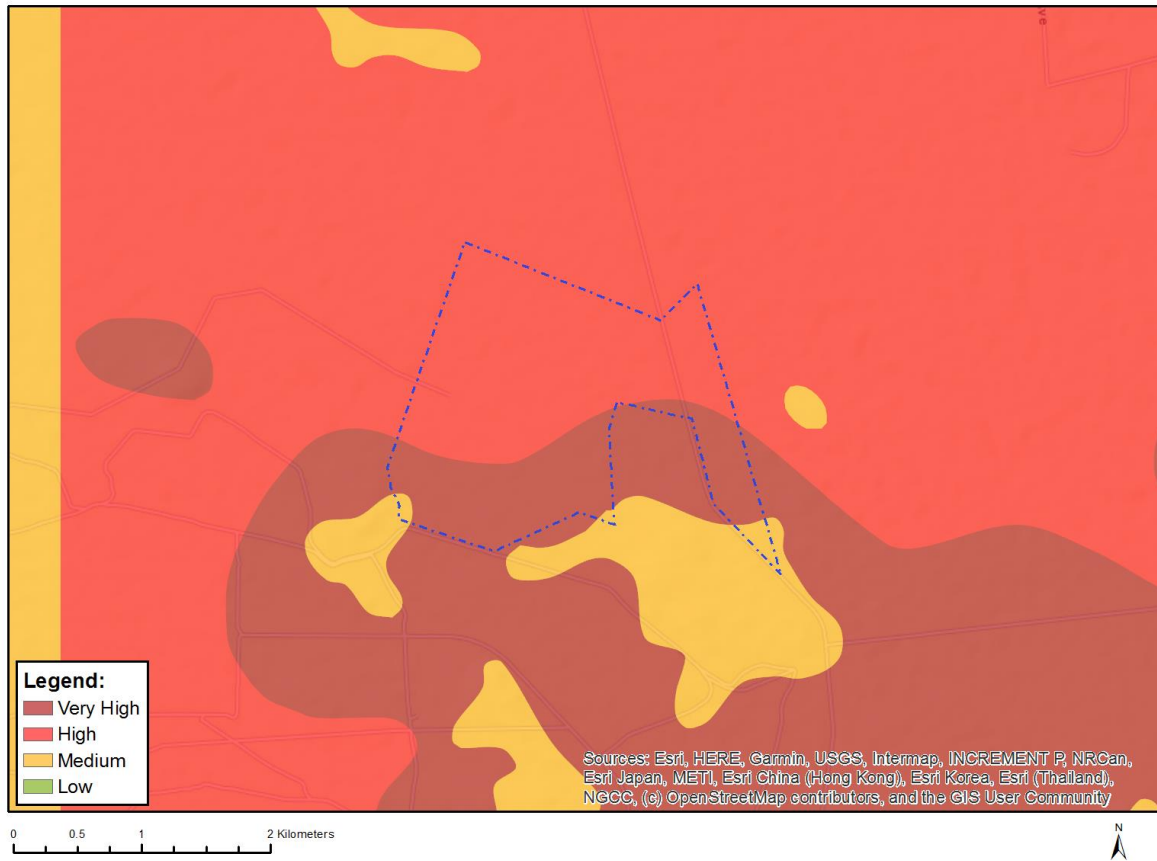 ve
Legend:
Very High
High
Medium
Low
Sources: Esri, HERE, Garmin, USGS, Intermap, INCREMENT P, NRCan,
Esri Japan, METI, Esri China (Hong Kong), Esri Korea, Esri (Thailand),
NGCC, (c) OpenStreetMap contributors, and the GIS User Community
0 0.5 1 2 Kilometers
N